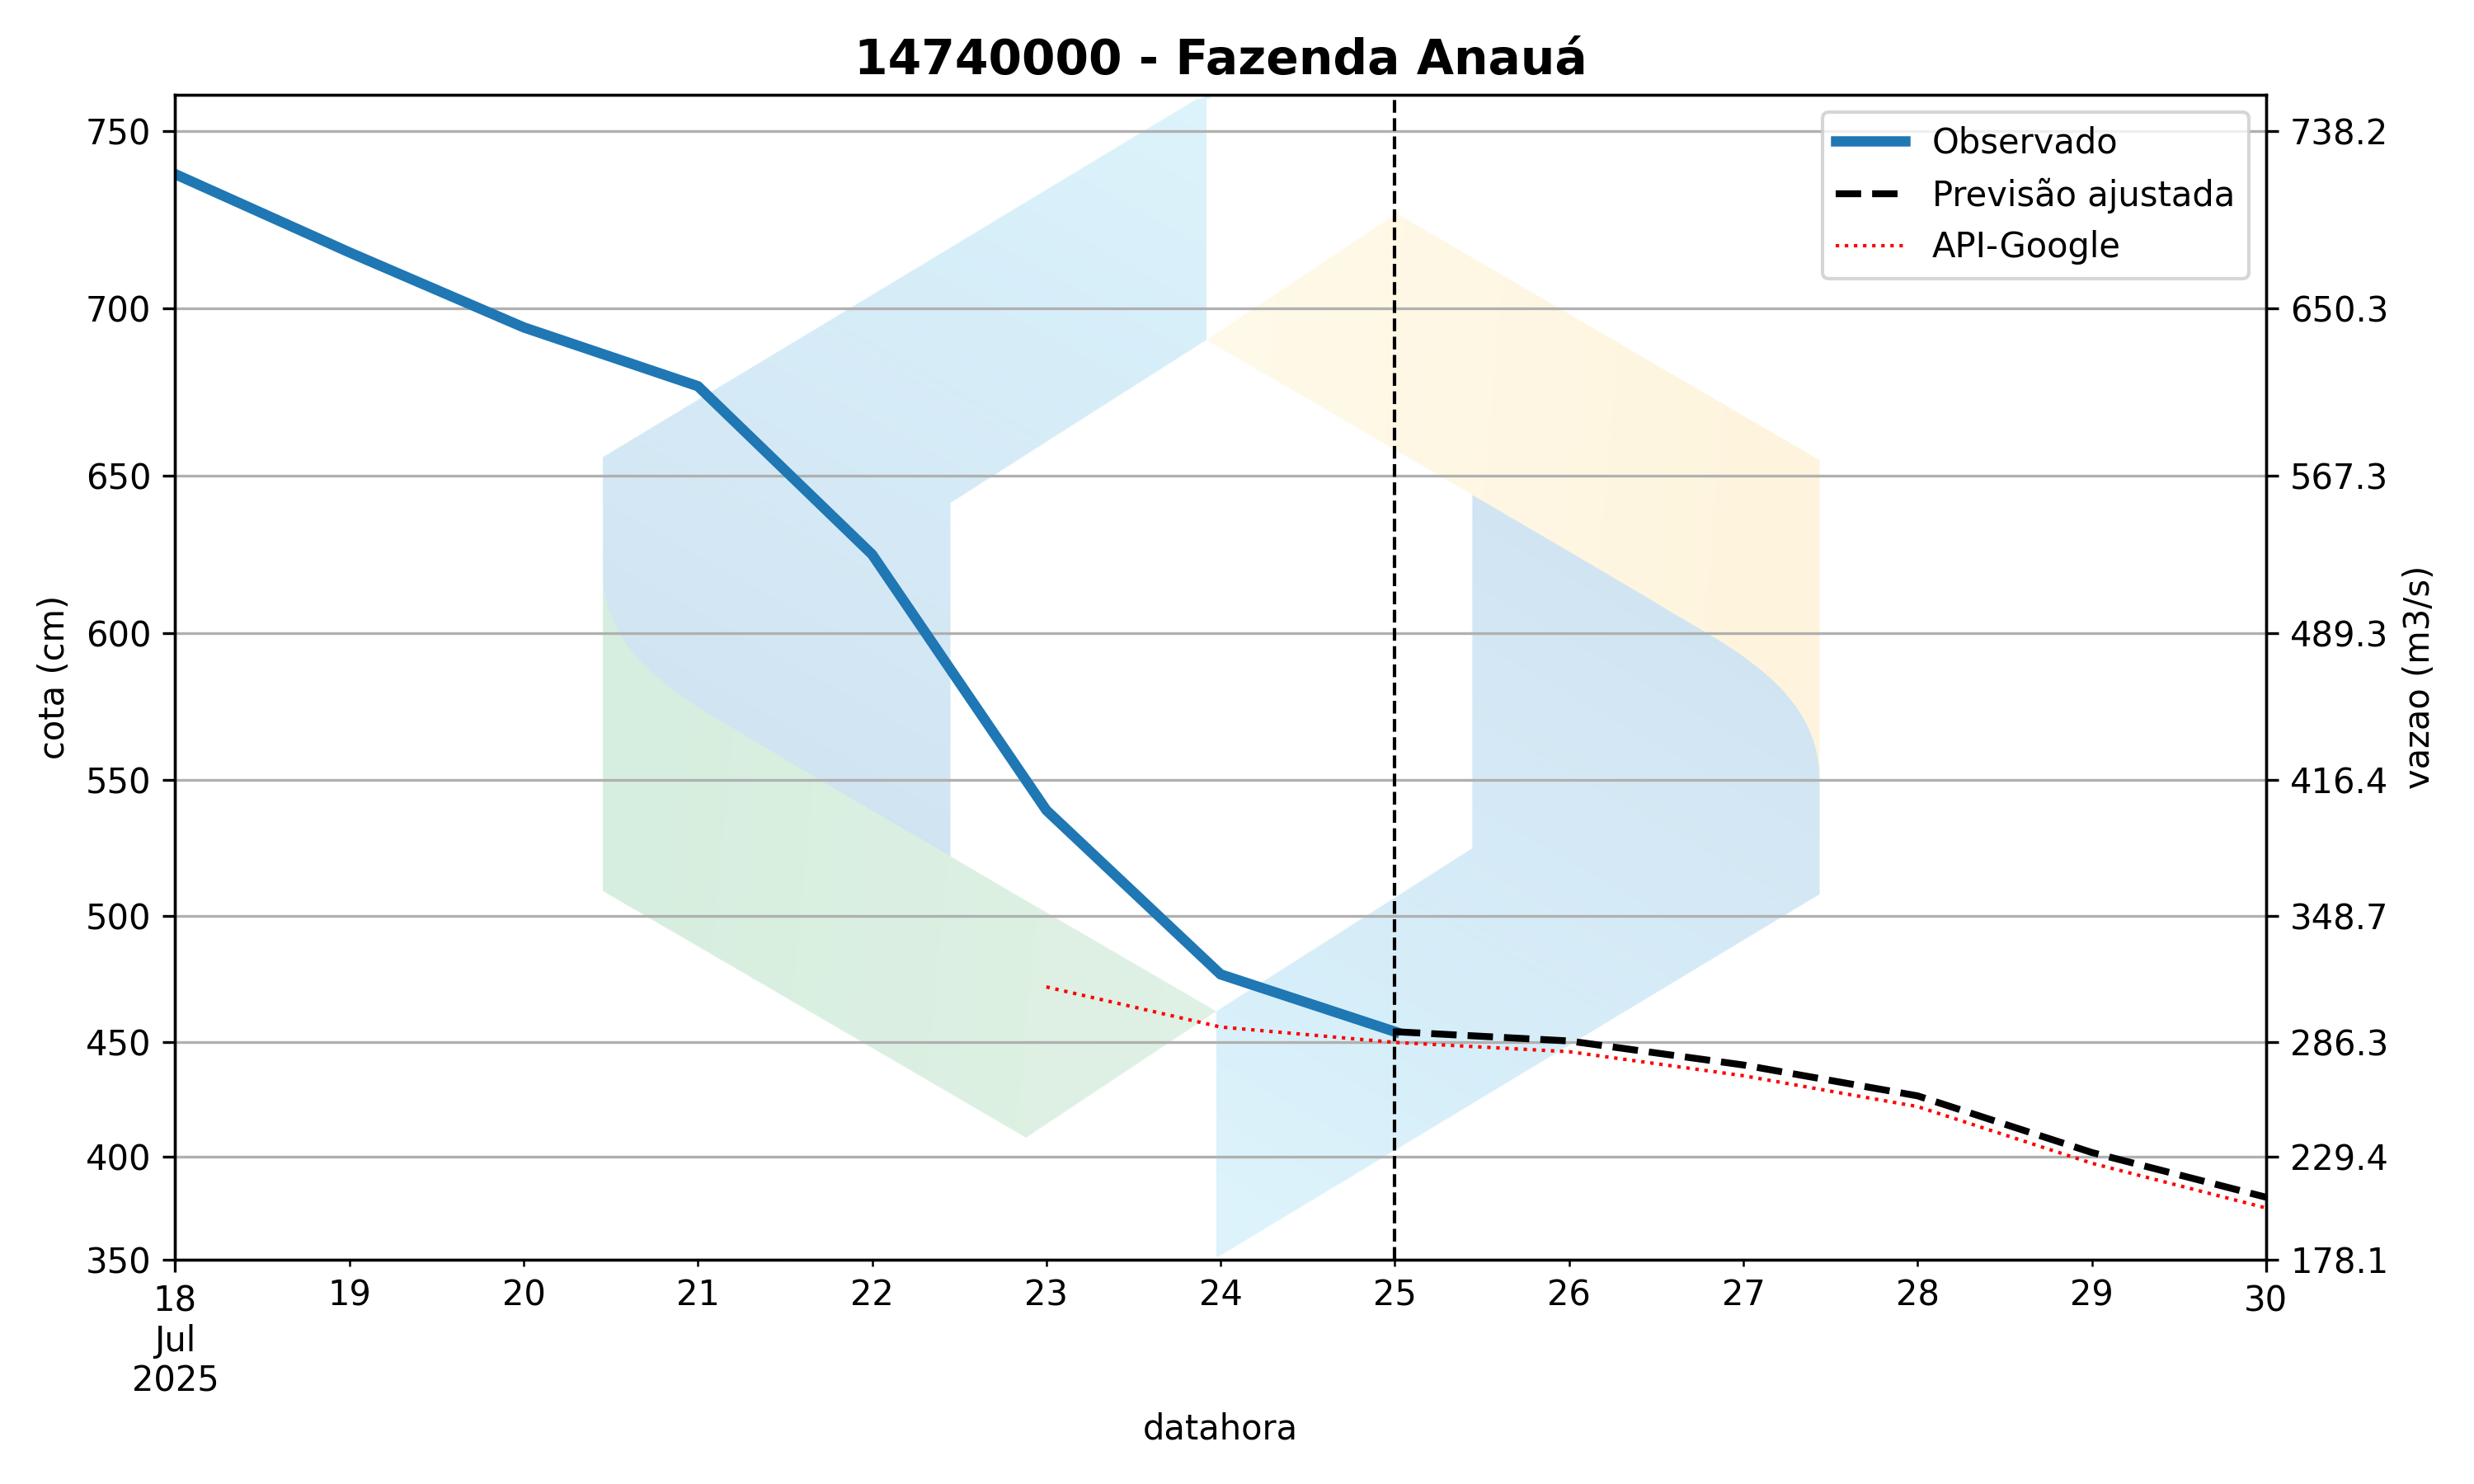 14740000 - Fazenda Anauá
Observado
Previsão ajustada
API-Google
cota (cm)
750
700
650
600
550
500
450
400
350
738.2
650.3
567.3
489.3
416.4
348.7
286.3
229.4
178.1
vazao (m3/s)
18 19 20 21 22 23 24 25 26 27 28 29 30
Jul
2025
datahora